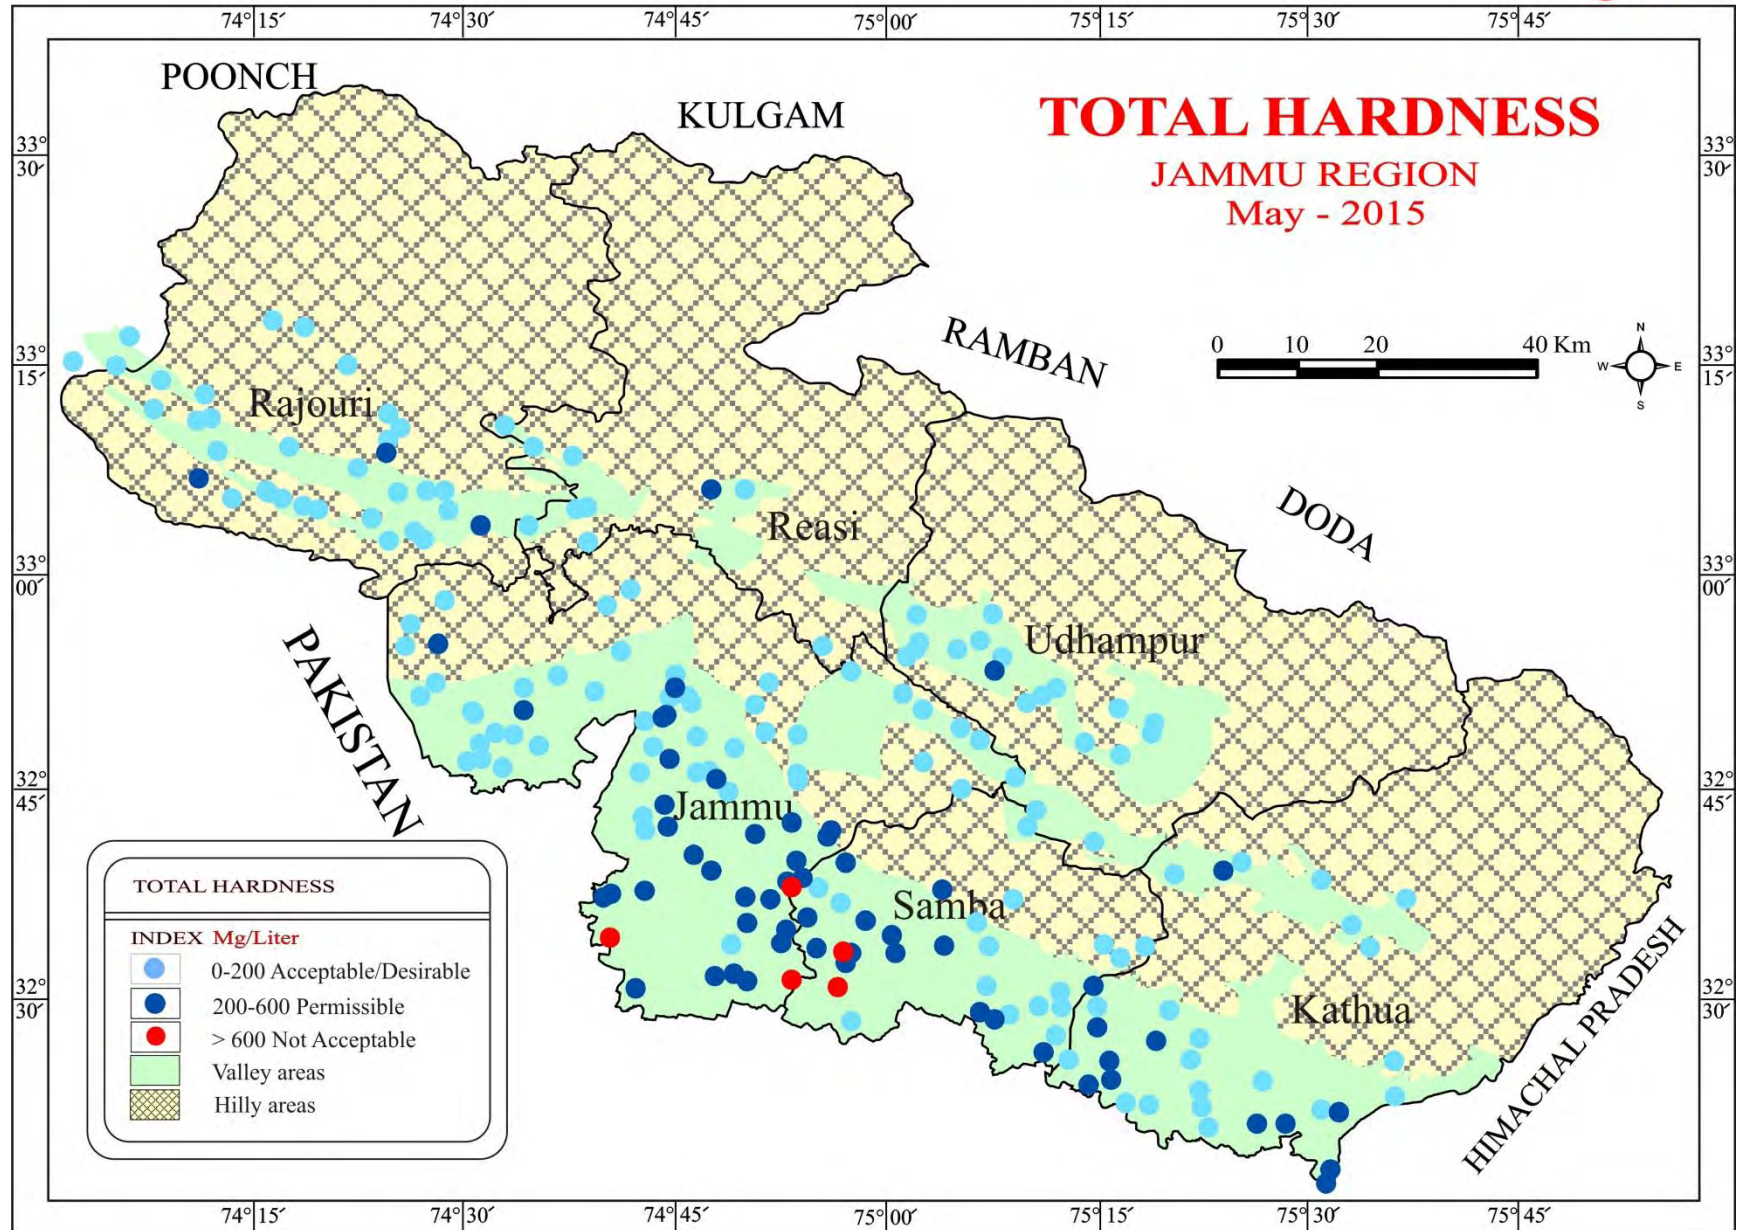 74°15´ 74°30´ 74°45´ 75°00´ 75°15´ 75°30´ 75°45´
POONCH
KULGAM
TOTAL HARDNESS
JAMMU REGION
May - 2015
33°
30´
33°
30´
RAMBAN
0 10 20 40 Km
N
W E
S
33°
15´
33°
15´
Rajouri
Reasi
DODA
33°
00´
33°
00´
PAKISTAN
Udhampur
32°
45´
32°
45´
Jammu
Samba
Kathua
HIMACHAL PRADESH
32°
30´
32°
30´
TOTAL HARDNESS
INDEX Mg/Liter
0-200 Acceptable/Desirable
200-600 Permissible
> 600 Not Acceptable
Valley areas
Hilly areas
74°15´ 74°30´ 74°45´ 75°00´ 75°15´ 75°30´ 75°45´